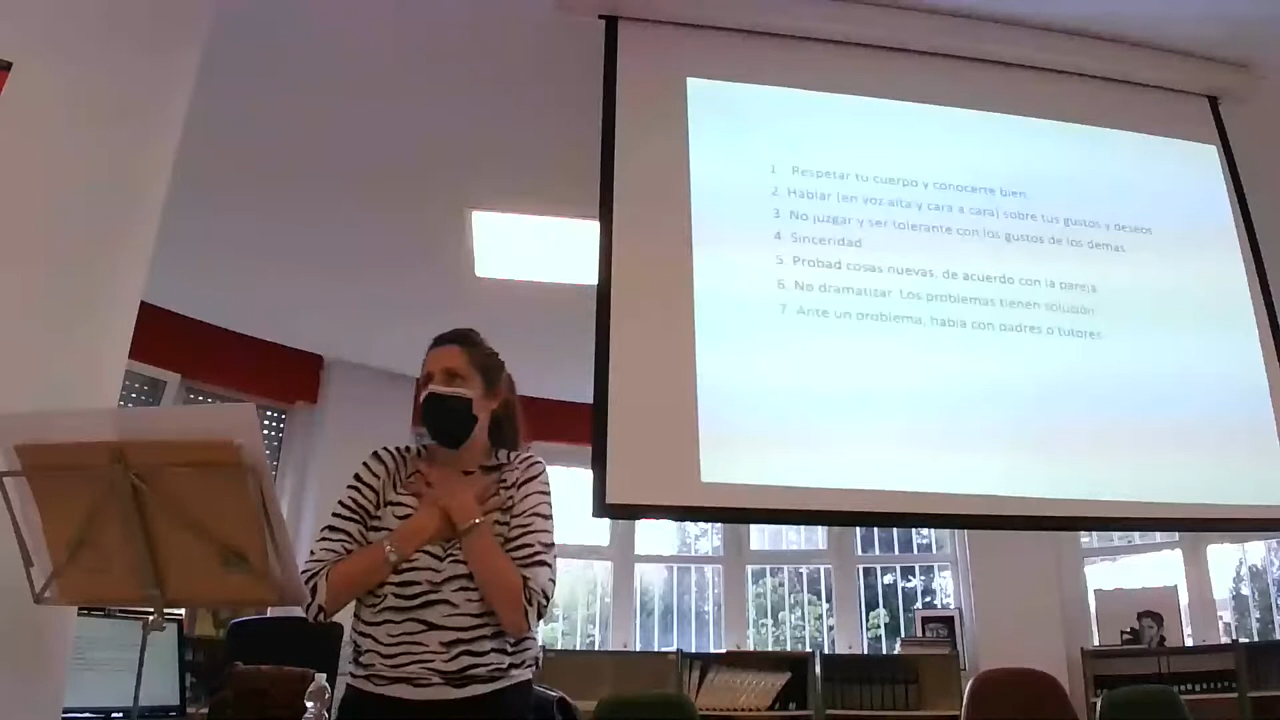 1. Respetar tu cuerpo y conocerte bien
2. Hablar (en voz alta y cara a cara) sobre tus gustos y deseos
3. No juzgar y ser tolerante con los gustos de los demas
4. Sinceridad
5. Probad cosas nuevas, de acuerdo con la pareja
6. No dramatizar. Los problemas tienen solución
7. Ante un problema, habla con padres o tutores